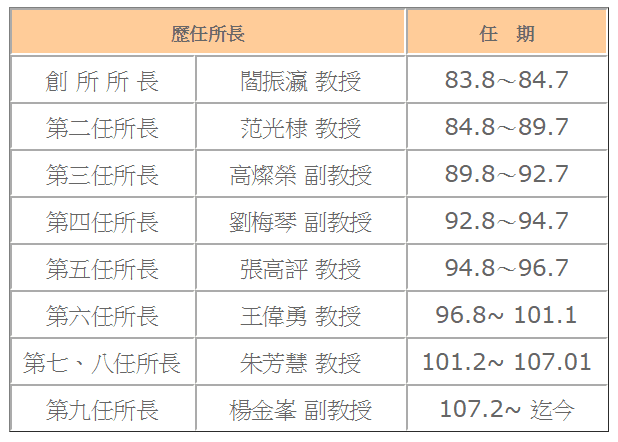 歷任所長 任　期
創 所 所 長 閻振瀛 教授 83.8～84.7
第二任所長 范光棣 教授 84.8～89.7
第三任所長 高燦榮 副教授 89.8～92.7
第四任所長 劉梅琴 副教授 92.8～94.7
第五任所長 張高評 教授 94.8～96.7
第六任所長 王偉勇 教授 96.8~ 101.1
第七、八任所長 朱芳慧 教授 101.2~ 107.01
第九任所長 楊金峯 副教授 107.2~ 迄今